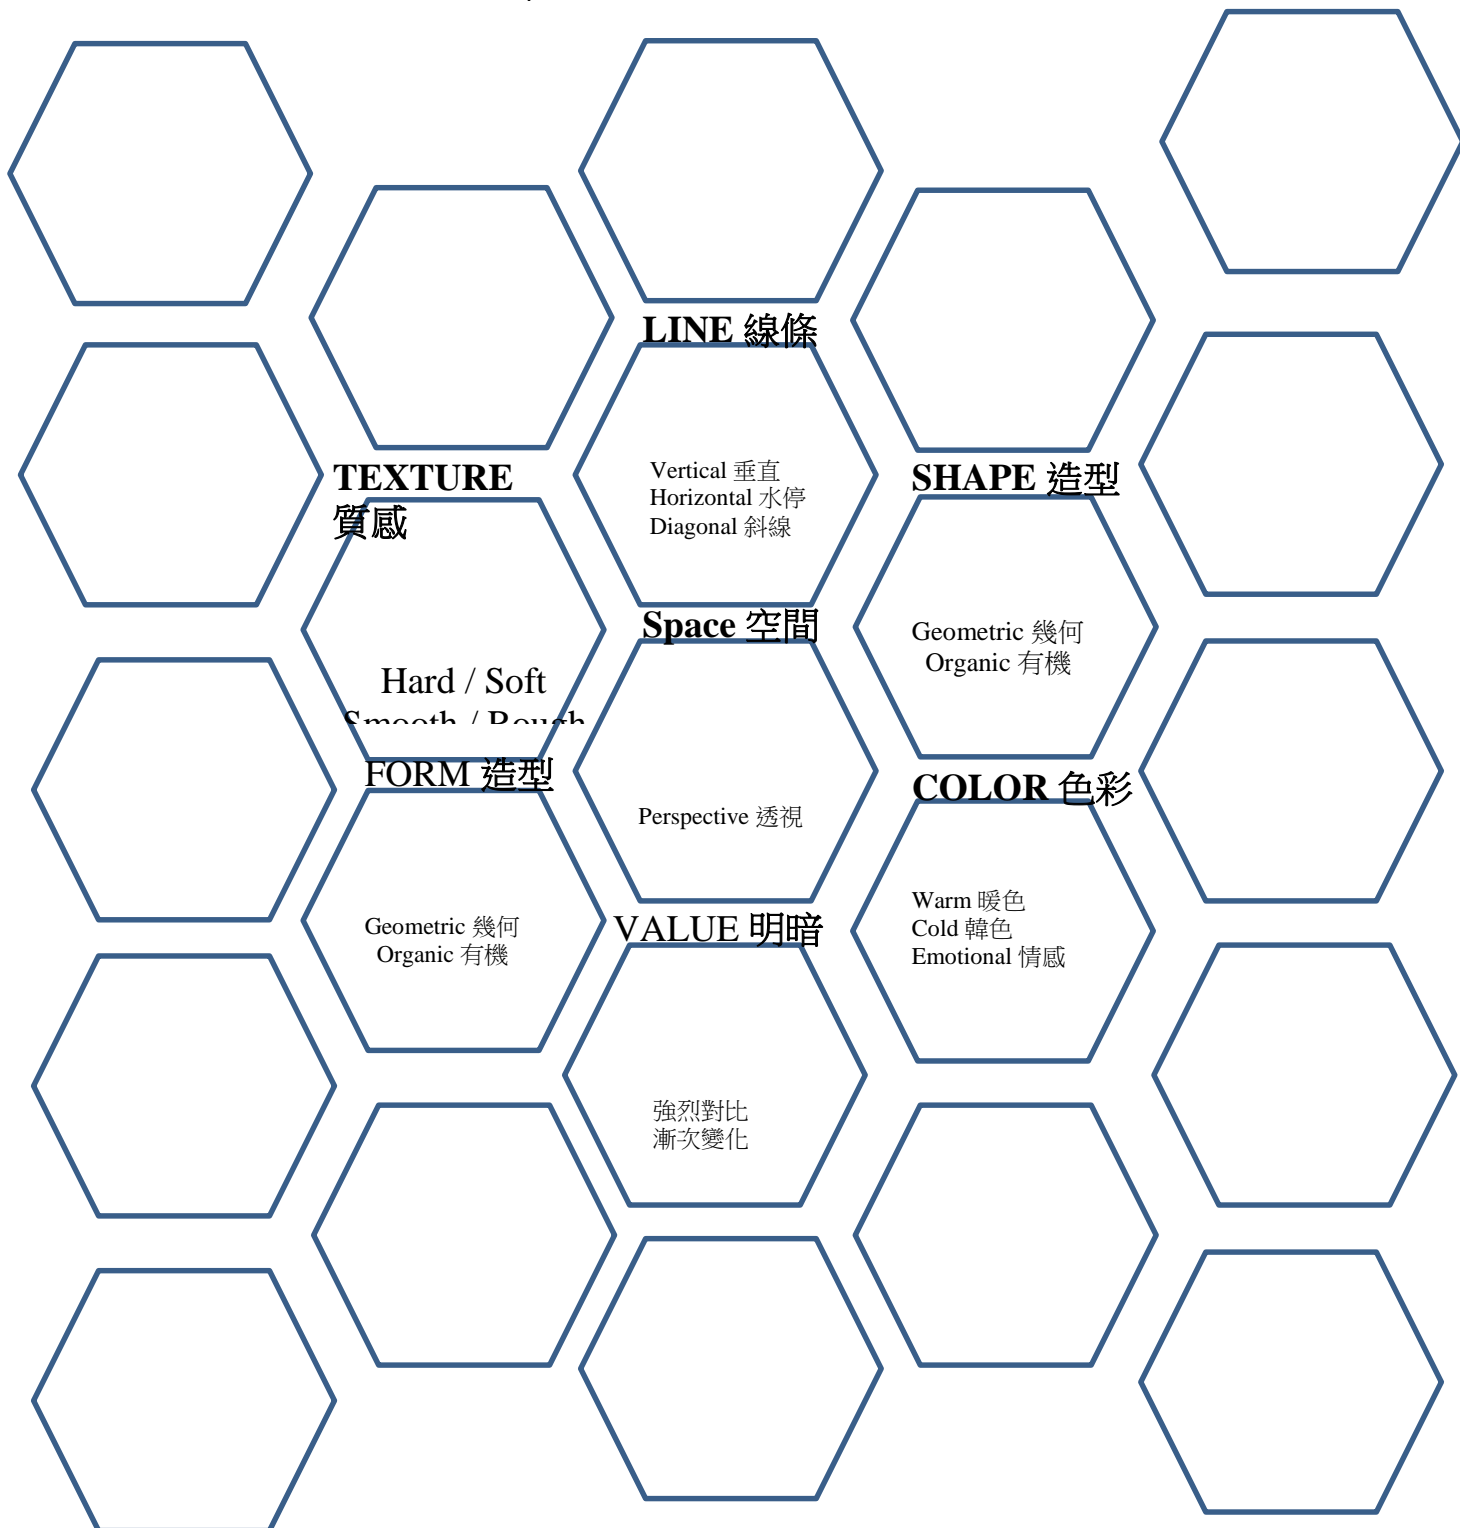 LINE 線條
Vertical 垂直
Horizontal 水停
Diagonal 斜線
TEXTURE
質感
Hard / Soft
Smooth / Rough
SHAPE 造型
Geometric 幾何
Organic 有機
Space 空間
Perspective 透視
FORM 造型
Geometric 幾何
Organic 有機
COLOR 色彩
Warm 暖色
Cold 韓色
Emotional 情感
VALUE 明暗
強烈對比
漸次變化